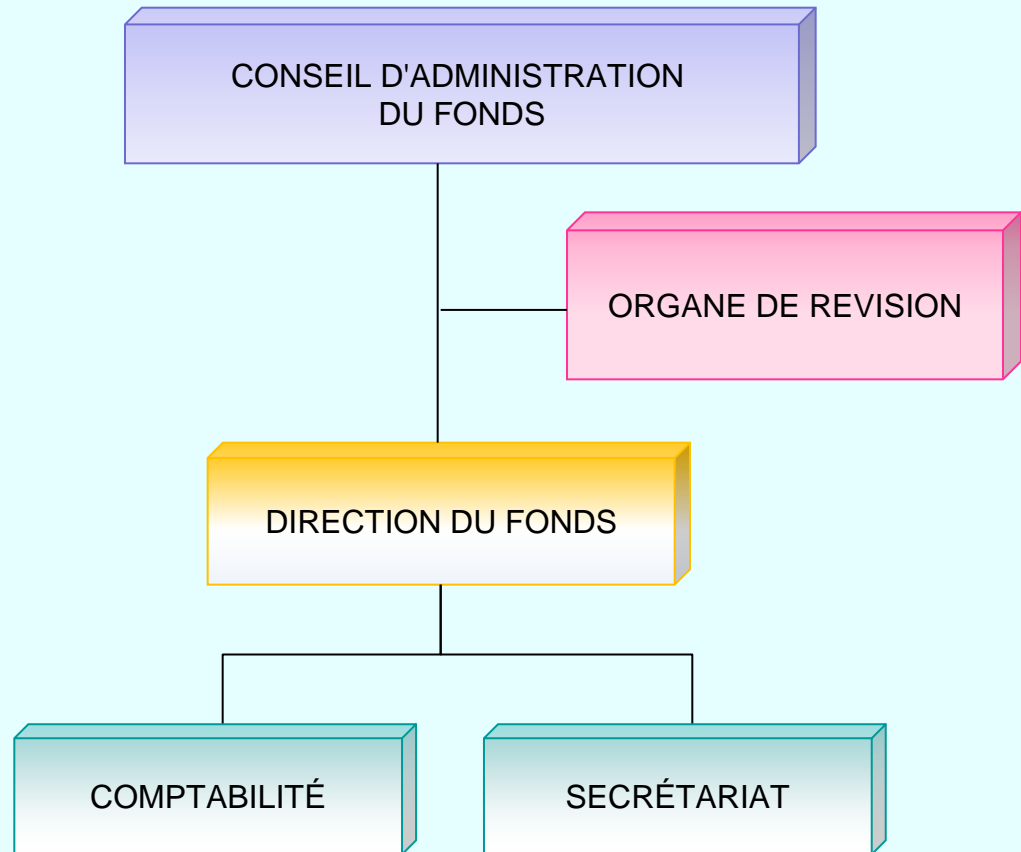 CONSEIL D'ADMINISTRATION
DU FONDS
ORGANE DE REVISION
DIRECTION DU FONDS
COMPTABILITÉ
SECRÉTARIAT